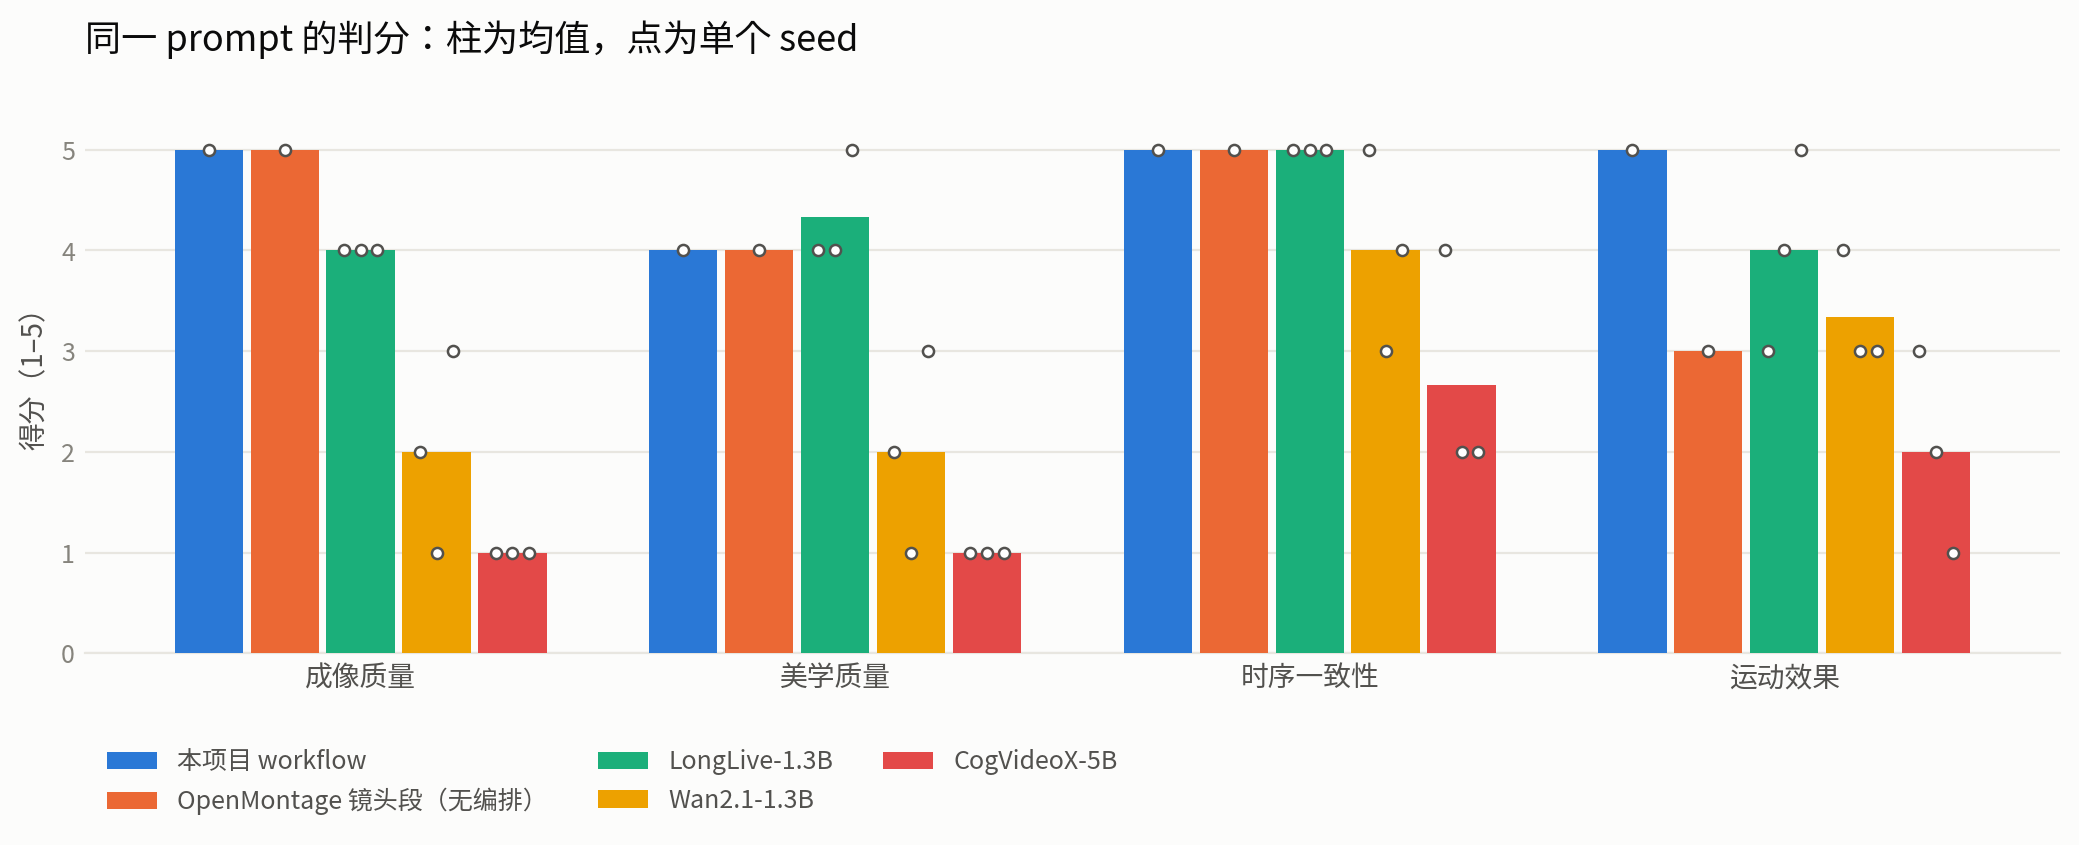 同一 prompt 的判分：柱为均值，点为单个 seed
得分（1–5）
5
4
3
2
1
0
成像质量
美学质量
时序一致性
运动效果
本项目 workflow
OpenMontage 镜头段（无编排）
LongLive-1.3B
Wan2.1-1.3B
CogVideoX-5B